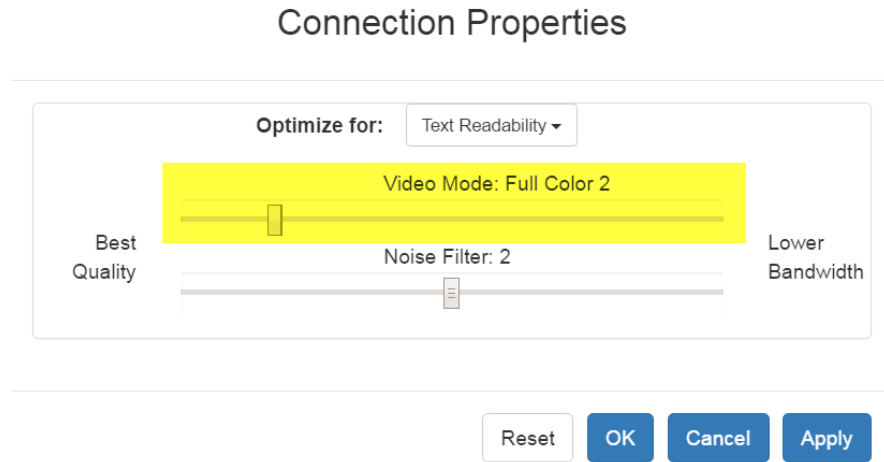 Connection Properties
Optimize for: Text Readability
Video Mode: Full Color 2
Best
Quality
Noise Filter: 2
Lower
Bandwidth
Reset OK Cancel Apply